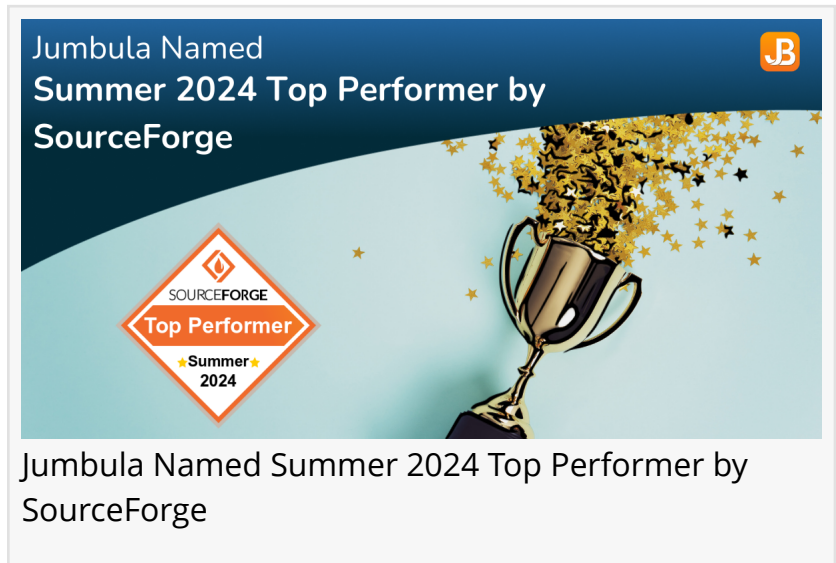 Jumbula Named
Summer 2024 Top Performer by
SourceForge
JB
SOURCEFORGE
Top Performer
Summer
2024
Jumbula Named Summer 2024 Top Performer by
SourceForge